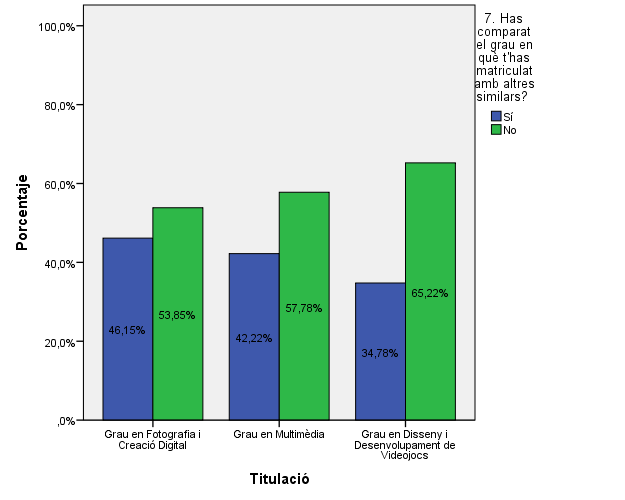 7. Has
comparat
el grau en
què t'has
matriculat
amb altres
similars?
Sí
No
100,0%
80,0%
60,0%
40,0%
20,0%
,0%
Porcentaje
46,15%
53,85%
42,22%
57,78%
34,78%
65,22%
Grau en Fotografia i
Creació Digital
Grau en Multimèdia
Grau en Disseny i
Desenvolupament de
Videojocs
Titulació